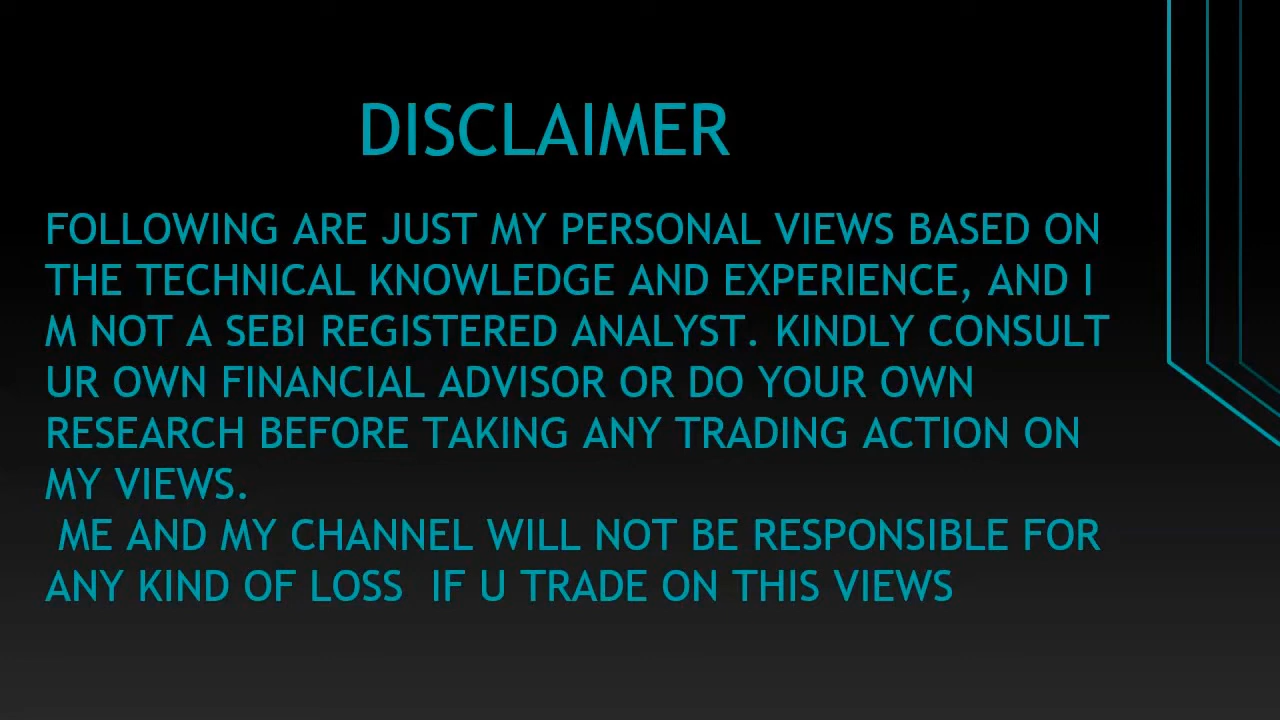 DISCLAIMER
FOLLOWING ARE JUST MY PERSONAL VIEWS BASED ON
THE TECHNICAL KNOWLEDGE AND EXPERIENCE, AND I
M NOT A SEBI REGISTERED ANALYST. KINDLY CONSULT
UR OWN FINANCIAL ADVISOR OR DO YOUR OWN
RESEARCH BEFORE TAKING ANY TRADING ACTION ON
MY VIEWS.
ME AND MY CHANNEL WILL NOT BE RESPONSIBLE FOR
ANY KIND OF LOSS  IF U TRADE ON THIS VIEWS